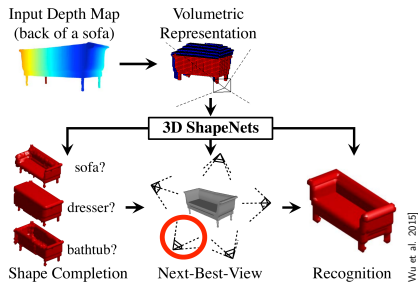 Input Depth Map
(back of a sofa)
Volumetric
Representation
3D ShapeNets
sofa?
dresser?
bathtub?
Shape Completion
Next-Best-View
Recognition
Wu et al. 2015]